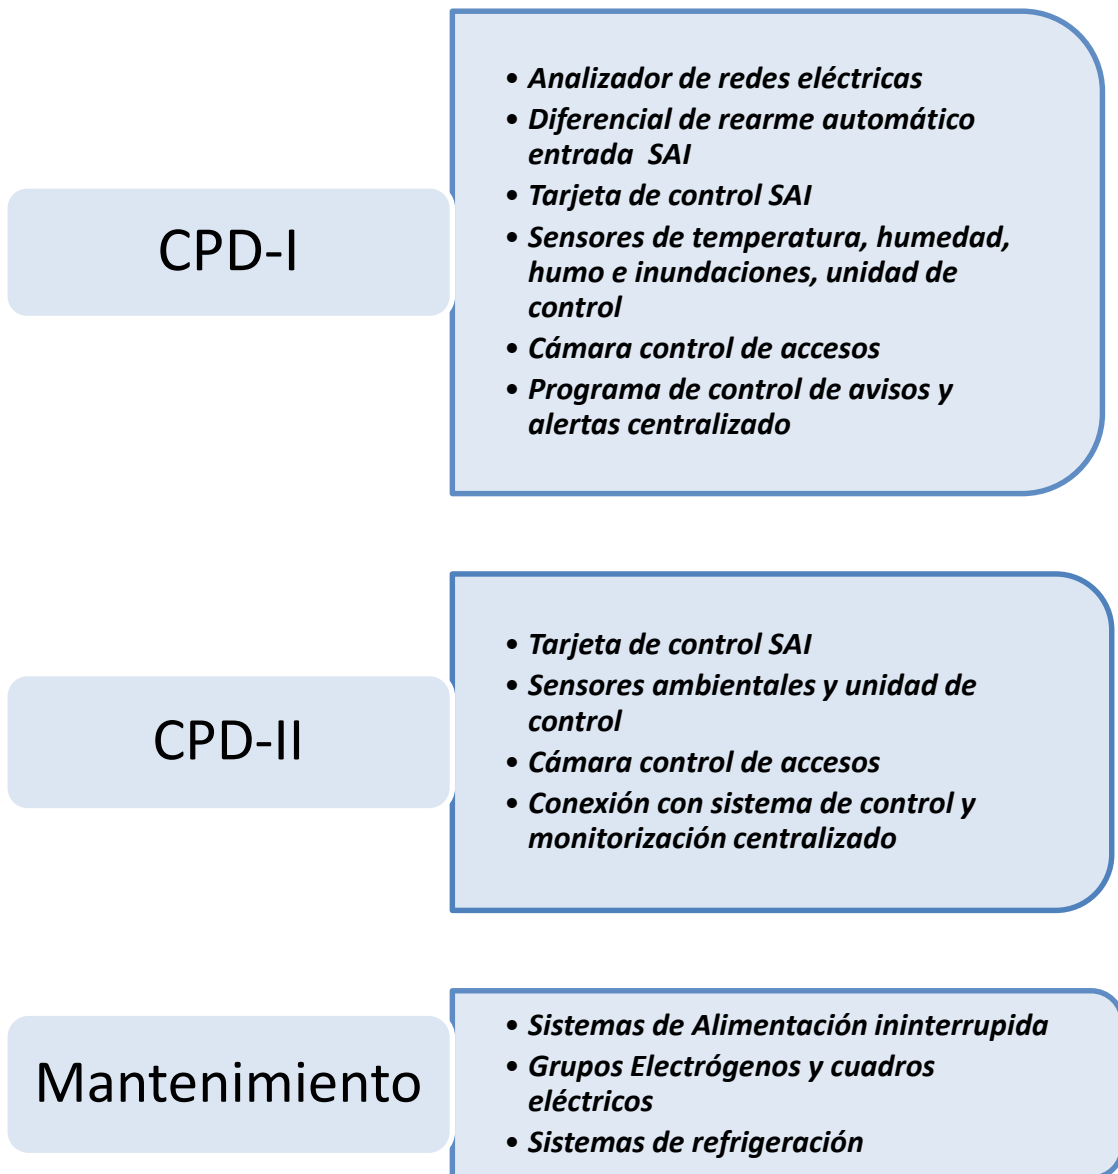 CPD-I
• Analizador de redes eléctricas
• Diferencial de rearme automático
entrada  SAI
• Tarjeta de control SAI
• Sensores de temperatura, humedad,
humo e inundaciones, unidad de
control
• Cámara control de accesos
• Programa de control de avisos y
alertas centralizado
CPD-II
• Tarjeta de control SAI
• Sensores ambientales y unidad de
control
• Cámara control de accesos
• Conexión con sistema de control y
monitorización centralizado
Mantenimiento
• Sistemas de Alimentación ininterrupida
• Grupos Electrógenos y cuadros
eléctricos
• Sistemas de refrigeración